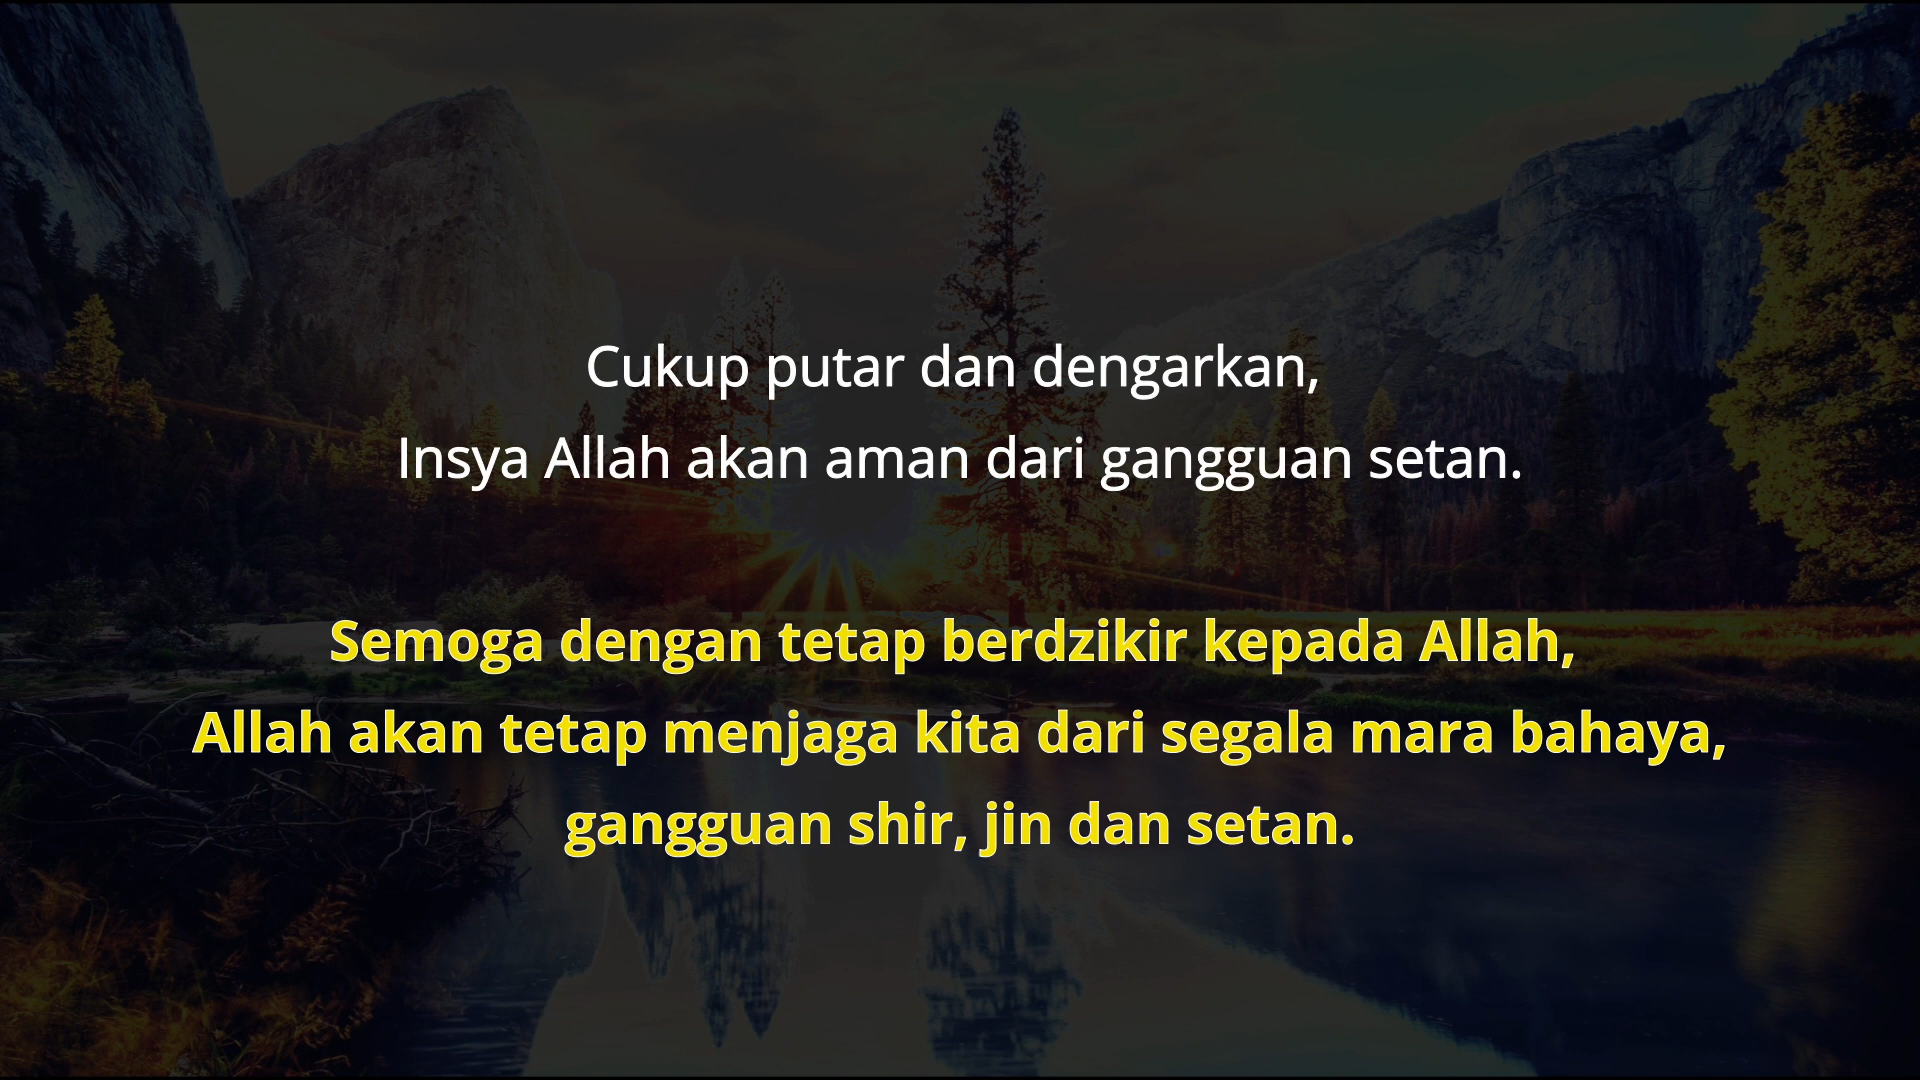 Cukup putar dan dengarkan,
Insya Allah akan aman dari gangguan setan.
Semoga dengan tetap berdzikir kepada Allah,
Allah akan tetap menjaga kita dari segala mara bahaya,
gangguan shir, jin dan setan.